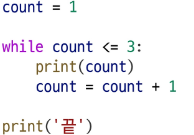 count = 1

while count <= 3:
    print(count)
    count = count + 1

print('끝')